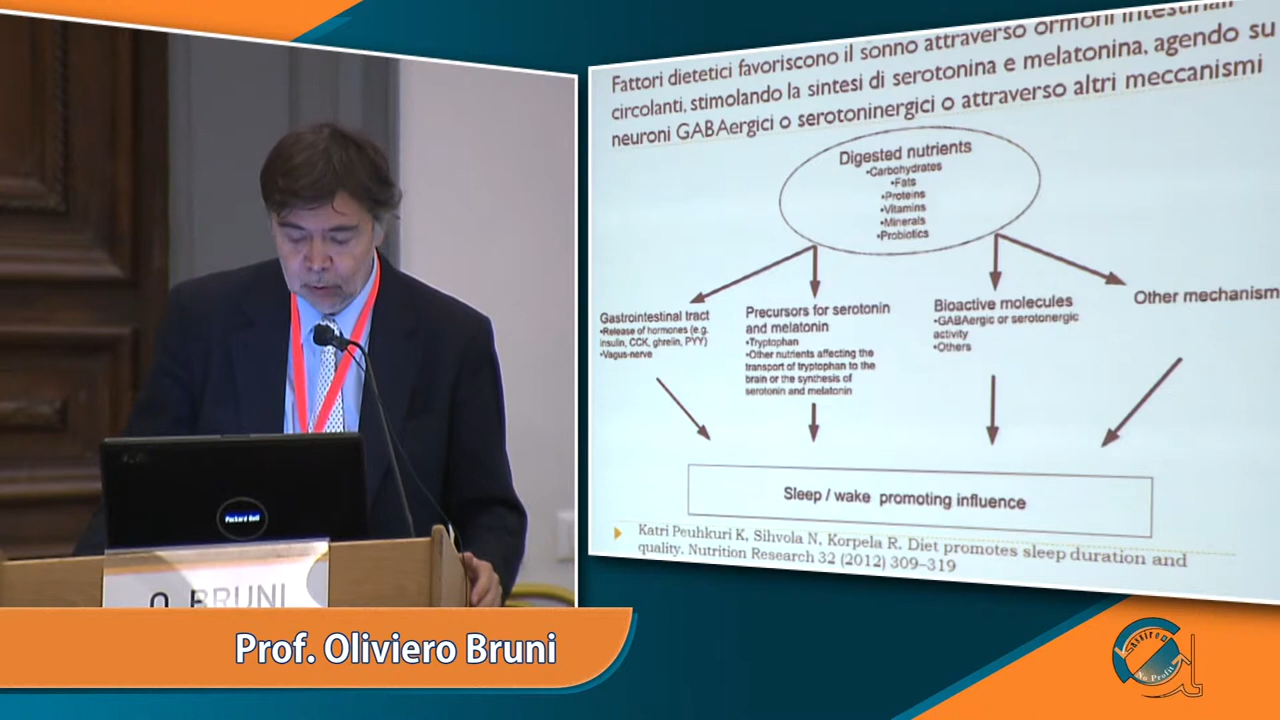 Fattori dietetici favoriscono il sonno attraverso ormoni intestinali
circolanti, stimolando la sintesi di serotonina e melatonina, agendo su
neuroni GABAergici o serotoninergici o attraverso altri meccanismi
Digested nutrients
•Carbohydrates
•Fats
•Proteins
•Vitamins
•Minerals
•Probiotics
Gastrointestinal tract
•Release of hormones (e.g.
insulin, CCK, ghrelin, PYY)
•Vagus-nerve
Precursors for serotonin
and melatonin
•Tryptophan
•Other nutrients affecting the
transport of tryptophan to the
brain or the synthesis of
serotonin and melatonin
Bioactive molecules
•GABAergic or serotonergic
activity
•Others
Other mechanism
Sleep / wake promoting influence
Katri Peuhkuri K, Sihvola N, Korpela R. Diet promotes sleep duration and
quality. Nutrition Research 32 (2012) 309–319
Packard Bell
O. BRUNI
Prof. Oliviero Bruni
No Profit